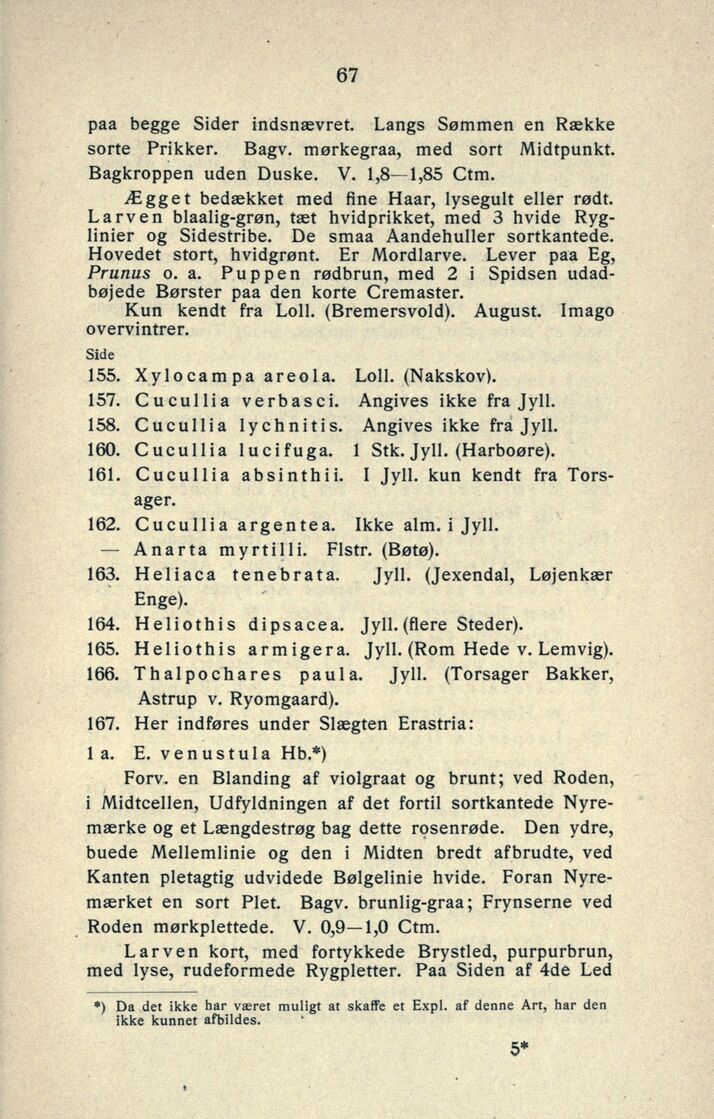 67
paa begge Sider indsnævret. Langs Sømmen en Række
sorte Prikker. Bagv. mørkegraa, med sort Midtpunkt.
Bagkroppen uden Duske. V. 1,8—1,85 Ctm.
Ægget bedækket med fine Haar, lysegult eller rødt.
Larven blaalig-grøn, tæt hvidprikket, med 3 hvide Ryg-
linier og Sidestribe. De smaa Aandehuller sortkantede.
Hovedet stort, hvidgrønt. Er Mordlarve. Lever paa Eg,
Prunus o. a. Puppen rødbrun, med 2 i Spidsen udad-
bøjede Børster paa den korte Cremaster.
Kun kendt fra Loll. (Bremersvold). August. Imago
overvintrer.
Side
155. Xylocampa areola. Loll. (Nakskov).
157. Cucullia verbasci. Angives ikke fra Jyll.
158. Cucullia lychnitis. Angives ikke fra Jyll.
160. Cucullia lucifuga. 1 Stk. Jyll. (Harboøre).
161. Cucullia absinthii. I Jyll. kun kendt fra Tors-
ager.
162. Cucullia argentea. Ikke alm. i Jyll.
— Anarta myrtilli. Flstr. (Bøtø).
163. Heliaca tenebrata. Jyll. (Jexendal, Løjenkær
Enge).
164. Heliothis dipsacea. Jyll. (flere Steder).
165. Heliothis armigera. Jyll. (Rom Hede v. Lemvig).
166. Thalpochares paula. Jyll. (Torsager Bakker,
Astrup v. Ryomgaard).
167. Her indføres under Slægten Erastria:
1 a. E. venustula Hb.*)
Forv. en Blanding af violgraat og brunt; ved Roden,
i Midtcellen, Udfyldningen af det fortil sortkantede Nyre-
mærke og et Længdestrøg bag dette rosenrøde. Den ydre,
buede Mellemlinie og den i Midten bredt afbrudte, ved
Kanten pletagtig udvidede Bølgelinie hvide. Foran Nyre-
mærket en sort Plet. Bagv. brunlig-graa; Frynserne ved
Roden mørkplettede. V. 0,9—1,0 Ctm.
Larven kort, med fortykkede Brystled, purpurbrun,
med lyse, rudeformede Rygpletter. Paa Siden af 4de Led
*) Da det ikke har været muligt at skaffe et Expl. af denne Art, har den
ikke kunnet afbildes.
5*